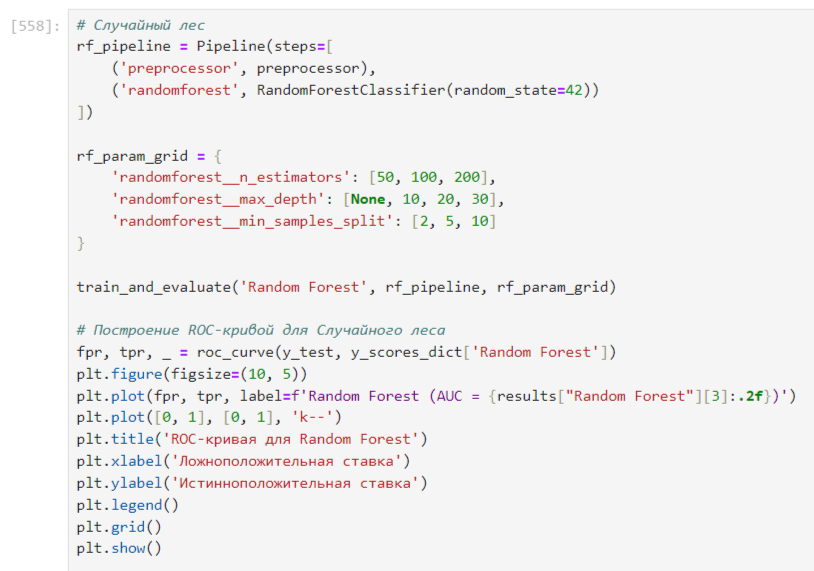 [558]: # Случайный лес
rf_pipeline = Pipeline(steps=[
    ('preprocessor', preprocessor),
    ('randomforest', RandomForestClassifier(random_state=42))
])

rf_param_grid = {
    'randomforest__n_estimators': [50, 100, 200],
    'randomforest__max_depth': [None, 10, 20, 30],
    'randomforest__min_samples_split': [2, 5, 10]
}

train_and_evaluate('Random Forest', rf_pipeline, rf_param_grid)

# Построение ROC-кривой для Случайного леса
fpr, tpr, _ = roc_curve(y_test, y_scores_dict['Random Forest'])
plt.figure(figsize=(10, 5))
plt.plot(fpr, tpr, label=f'Random Forest (AUC = {results["Random Forest"][3]:.2f})')
plt.plot([0, 1], [0, 1], 'k--')
plt.title('ROC-кривая для Random Forest')
plt.xlabel('Ложноположительная ставка')
plt.ylabel('Истинноположительная ставка')
plt.legend()
plt.grid()
plt.show()